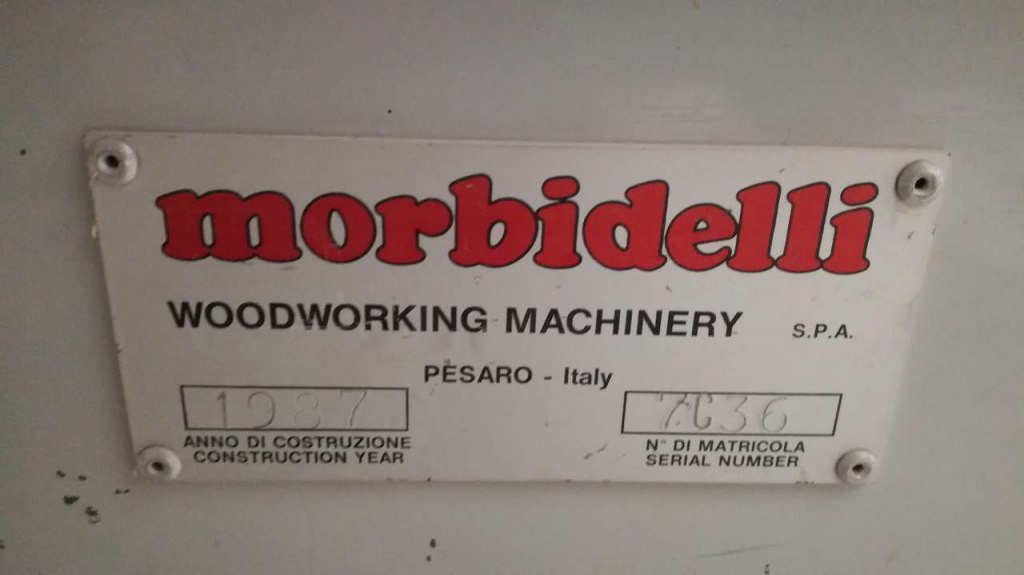 morbidelli
WOODWORKING MACHINERY S.P.A.
PESARO - Italy
1987
ANNO DI COSTRUZIONE
CONSTRUCTION YEAR
N° DI MATRICOLA
SERIAL NUMBER